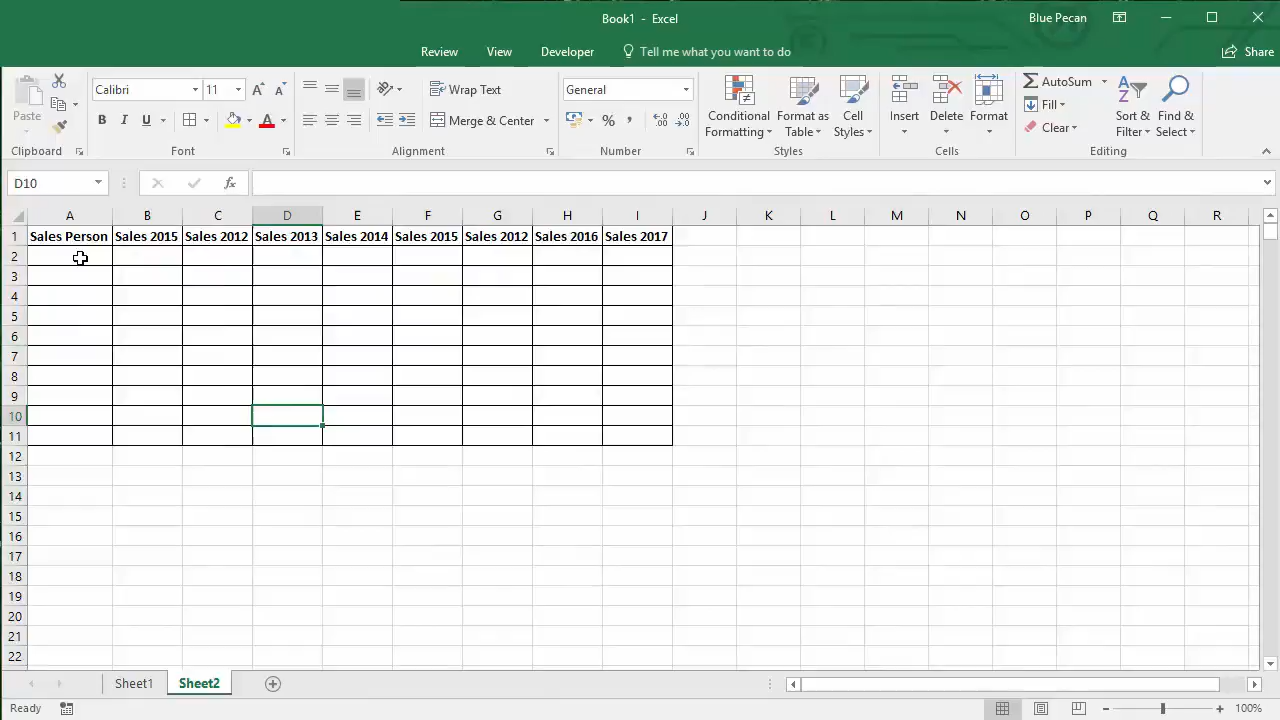 Book1 - Excel
Blue Pecan
Review View Developer Tell me what you want to do Share
Paste
Clipboard
Calibri 11
B I U
Font
Wrap Text
Merge & Center
Alignment
General
%
Number
Conditional Formatting
Format as Table
Cell Styles
Styles
Insert
Delete
Format
Cells
AutoSum
Fill
Clear
Sort & Filter
Find & Select
Editing
D10
fx
A B C D E F G H I J K L M N O P Q R
1 Sales Person Sales 2015 Sales 2012 Sales 2013 Sales 2014 Sales 2015 Sales 2012 Sales 2016 Sales 2017
2
3
4
5
6
7
8
9
10
11
12
13
14
15
16
17
18
19
20
21
22
Sheet1 Sheet2
Ready
100%